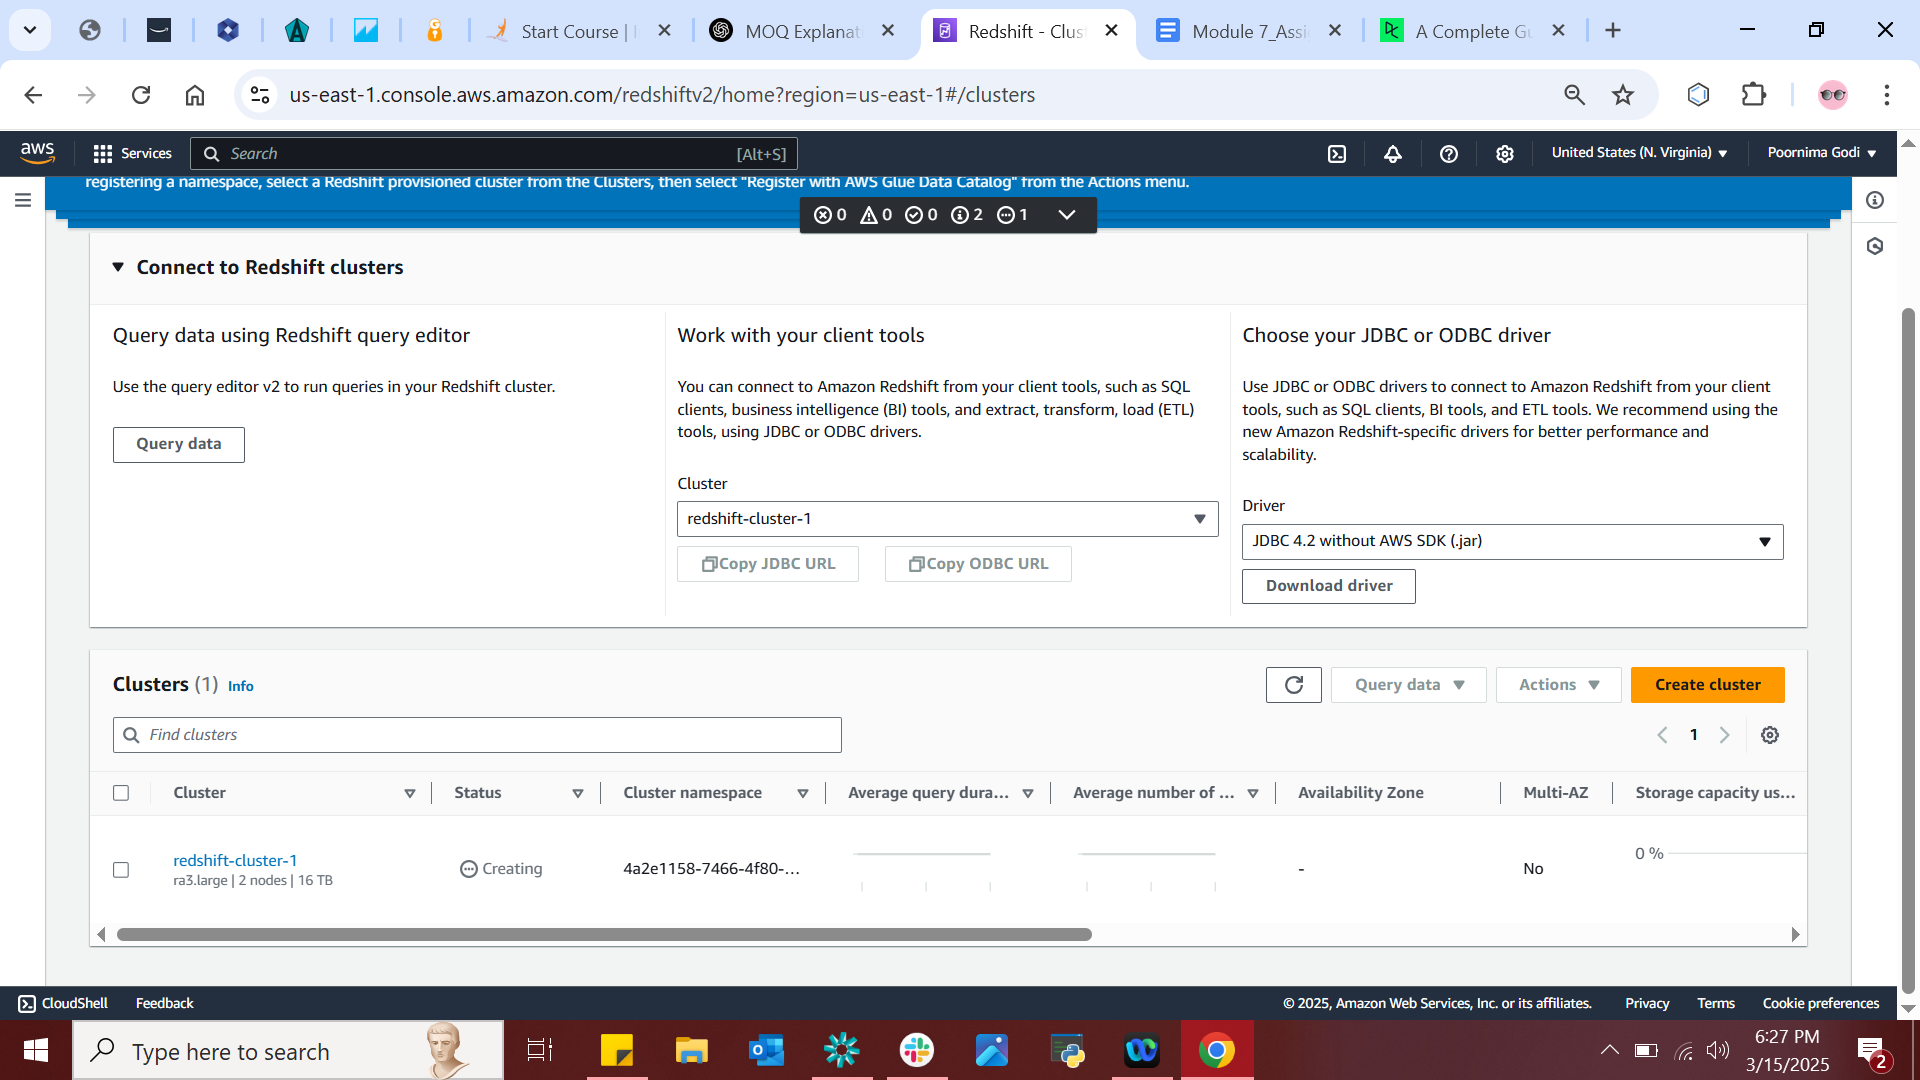 Start Course | I
MOQ Explanat
Redshift - Clus
Module 7_Assi
A Complete Gu
us-east-1.console.aws.amazon.com/redshiftv2/home?region=us-east-1#/clusters
aws
Services
Search
[Alt+S]
United States (N. Virginia)
Poornima Godi
registering a namespace, select a Redshift provisioned cluster from the Clusters, then select "Register with AWS Glue Data Catalog" from the Actions menu.
0 0 0 2 1
Connect to Redshift clusters
Query data using Redshift query editor
Use the query editor v2 to run queries in your Redshift cluster.
Query data
Work with your client tools
You can connect to Amazon Redshift from your client tools, such as SQL
clients, business intelligence (BI) tools, and extract, transform, load (ETL)
tools, using JDBC or ODBC drivers.
Cluster
redshift-cluster-1
Copy JDBC URL
Copy ODBC URL
Choose your JDBC or ODBC driver
Use JDBC or ODBC drivers to connect to Amazon Redshift from your client
tools, such as SQL clients, BI tools, and ETL tools. We recommend using the
new Amazon Redshift-specific drivers for better performance and
scalability.
Driver
JDBC 4.2 without AWS SDK (.jar)
Download driver
Clusters (1) Info
Query data
Actions
Create cluster
Find clusters
1
Cluster
Status
Cluster namespace
Average query dura...
Average number of ...
Availability Zone
Multi-AZ
Storage capacity us...
redshift-cluster-1
ra3.large | 2 nodes | 16 TB
Creating
4a2e1158-7466-4f80-...
-
No
0 %
CloudShell
Feedback
© 2025, Amazon Web Services, Inc. or its affiliates.
Privacy
Terms
Cookie preferences
Type here to search
6:27 PM
3/15/2025
2